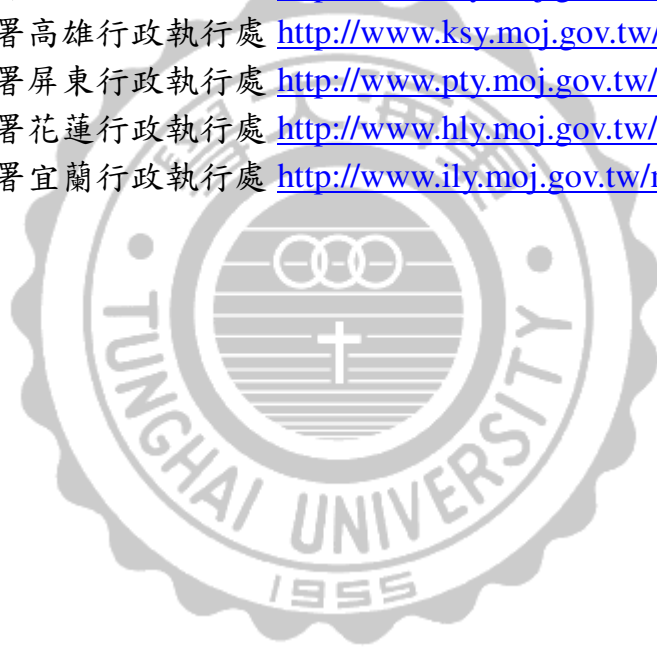 署高雄行政執行處 http://www.ksy.moj.gov.tw/
署屏東行政執行處 http://www.pty.moj.gov.tw/
署花蓮行政執行處 http://www.hly.moj.gov.tw/
署宜蘭行政執行處 http://www.ily.moj.gov.tw/
TUNGHAI UNIVERSITY
1955